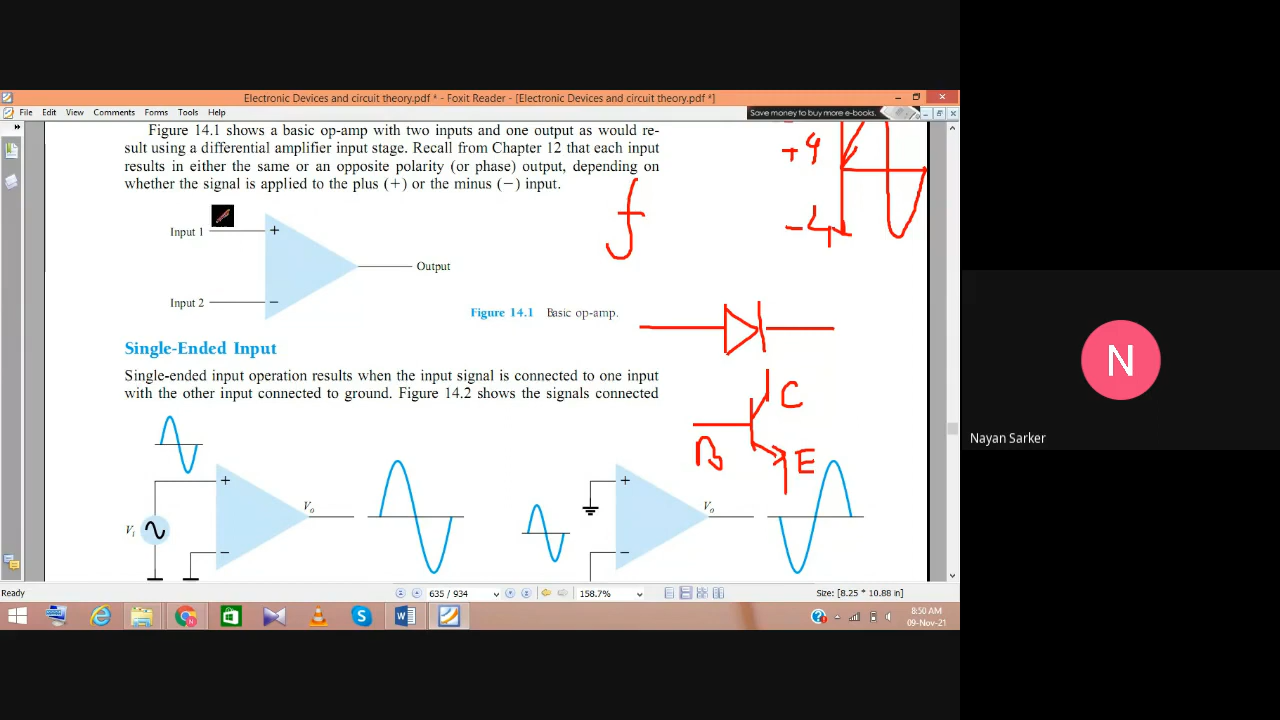 Electronic Devices and circuit theory.pdf * - Foxit Reader - [Electronic Devices and circuit theory.pdf *]
File Edit View Comments Forms Tools Help
Save money to buy more e-books.
Figure 14.1 shows a basic op-amp with two inputs and one output as would re-
sult using a differential amplifier input stage. Recall from Chapter 12 that each input
results in either the same or an opposite polarity (or phase) output, depending on
whether the signal is applied to the plus (+) or the minus (−) input.
+4
-4
f
Input 1
+
Output
Input 2
−
Figure 14.1 Basic op-amp.
Single-Ended Input
Single-ended input operation results when the input signal is connected to one input
with the other input connected to ground. Figure 14.2 shows the signals connected
C
B
E
+
Vo
Vi
−
+
Vo
−
N
Nayan Sarker
Ready
635 / 934
158.7%
Size: [8.25 * 10.88 in]
8:50 AM
09-Nov-21